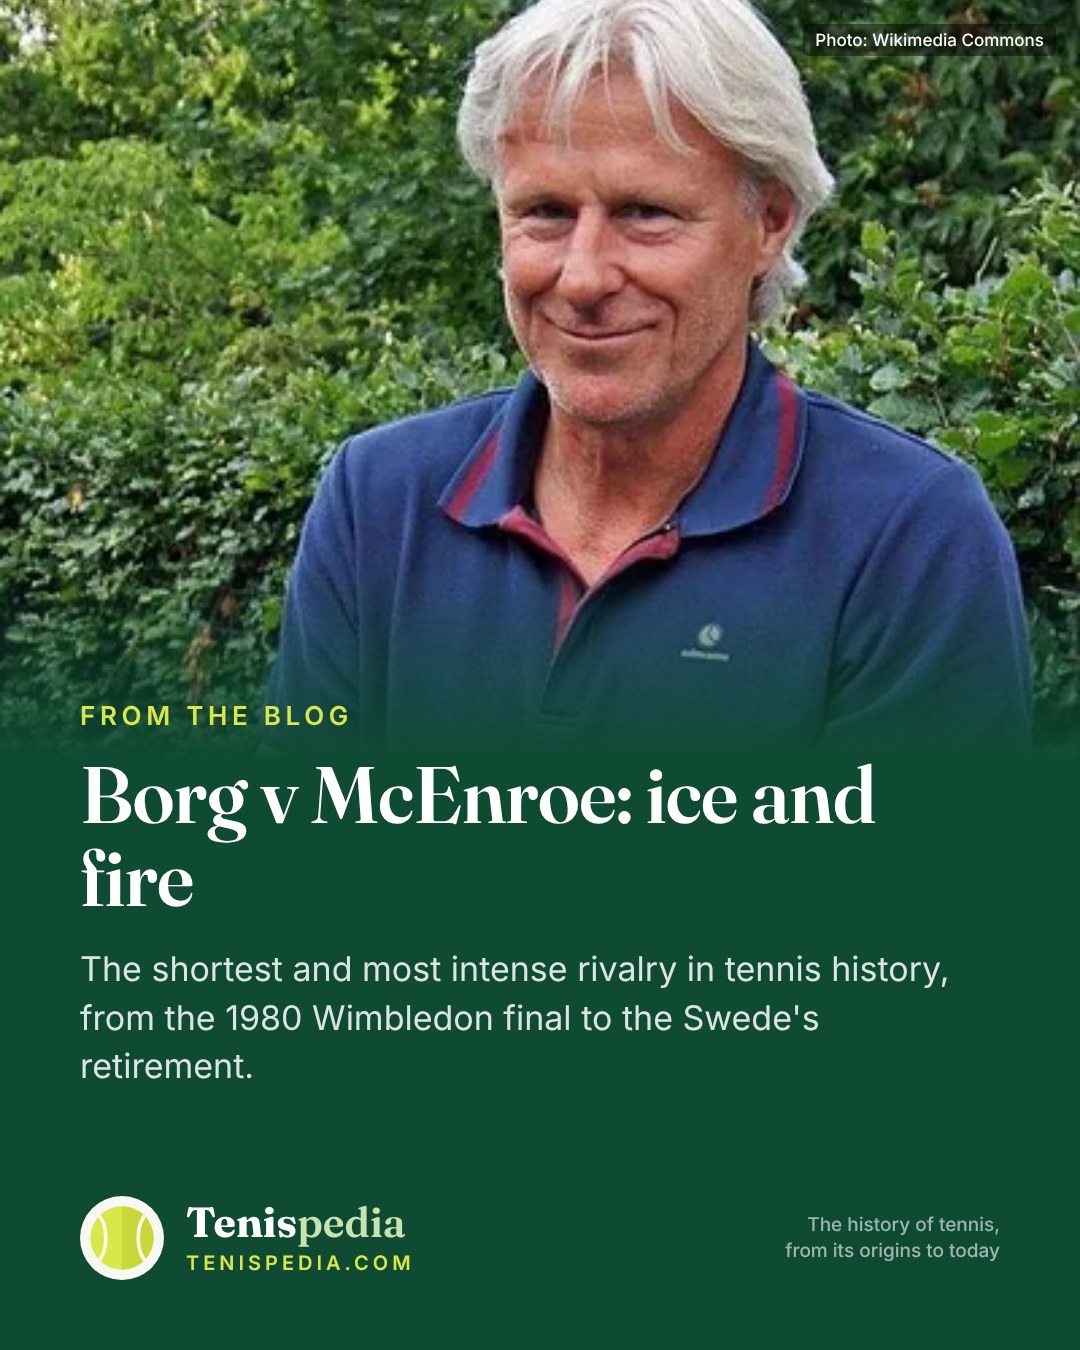 Photo: Wikimedia Commons
FROM THE BLOG
Borg v McEnroe: ice and
fire
The shortest and most intense rivalry in tennis history,
from the 1980 Wimbledon final to the Swede's
retirement.
Tenispedia
TENISPEDIA.COM
The history of tennis,
from its origins to today